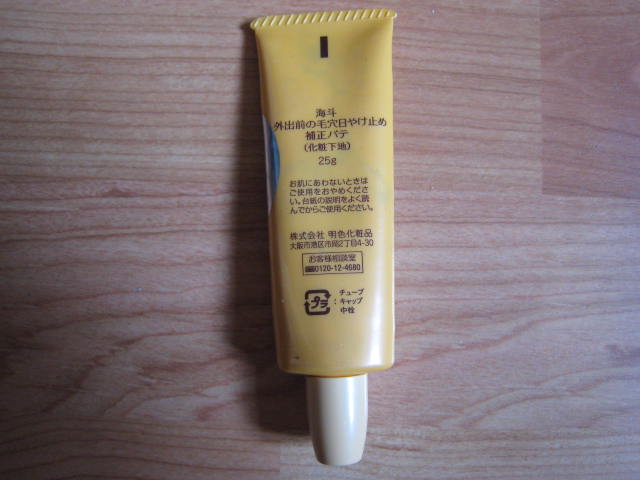 海斗
外出前の毛穴日やけ止め
補正パテ
(化粧下地)
25g
お肌にあわないときは
ご使用をおやめくださ
い。台紙の説明をよく読
んでからご使用ください。
株式会社 明色化粧品
大阪市港区市岡2丁目4-30
お客様相談室
0120-12-4680
プラ
チューブ
:キャップ
中栓